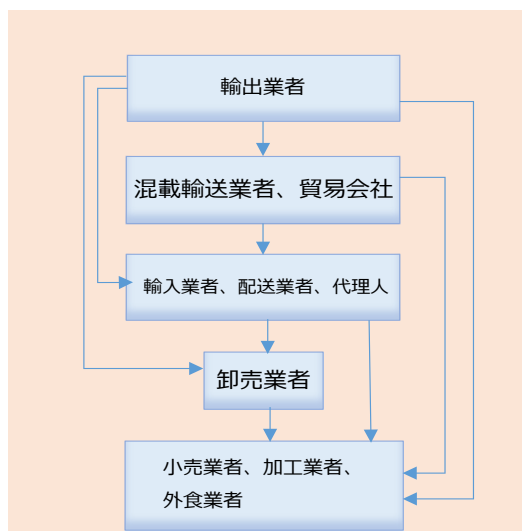 輸出業者
混載輸送業者、貿易会社
輸入業者、配送業者、代理人
卸売業者
小売業者、加工業者、
外食業者